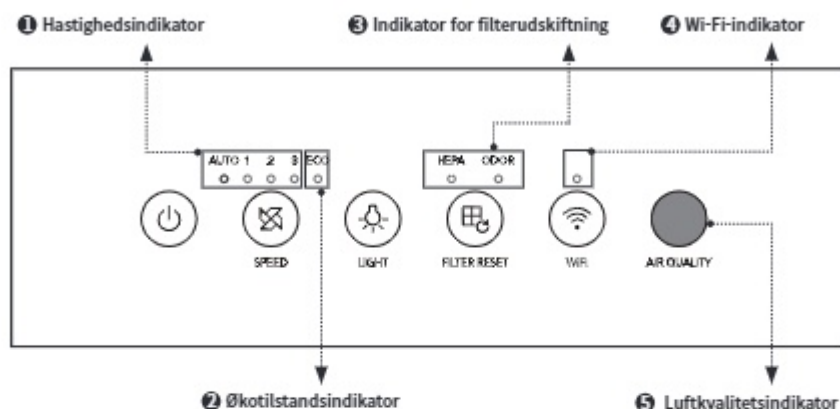 ❶ Hastighedsindikator
❸ Indikator for filterudskiftning
❹ Wi-Fi-indikator
AUTO 1 2 3 ECO
HEPA ODOR
SPEED
LIGHT
FILTER RESET
WiFi
AIR QUALITY
❷ Økotilstandsindikator
❺ Luftkvalitetsindikator